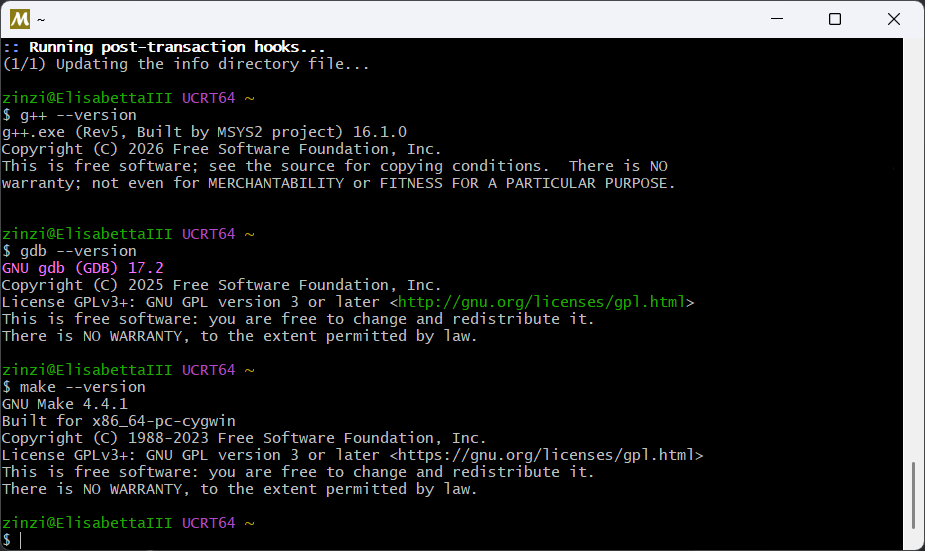 M ~
:: Running post-transaction hooks...
(1/1) Updating the info directory file...
zinzi@ElisabettaIII UCRT64 ~
$ g++ --version
g++.exe (Rev5, Built by MSYS2 project) 16.1.0
Copyright (C) 2026 Free Software Foundation, Inc.
This is free software; see the source for copying conditions.  There is NO
warranty; not even for MERCHANTABILITY or FITNESS FOR A PARTICULAR PURPOSE.
zinzi@ElisabettaIII UCRT64 ~
$ gdb --version
GNU gdb (GDB) 17.2
Copyright (C) 2025 Free Software Foundation, Inc.
License GPLv3+: GNU GPL version 3 or later <http://gnu.org/licenses/gpl.html>
This is free software: you are free to change and redistribute it.
There is NO WARRANTY, to the extent permitted by law.
zinzi@ElisabettaIII UCRT64 ~
$ make --version
GNU Make 4.4.1
Built for x86_64-pc-cygwin
Copyright (C) 1988-2023 Free Software Foundation, Inc.
License GPLv3+: GNU GPL version 3 or later <https://gnu.org/licenses/gpl.html>
This is free software: you are free to change and redistribute it.
There is NO WARRANTY, to the extent permitted by law.
zinzi@ElisabettaIII UCRT64 ~
$